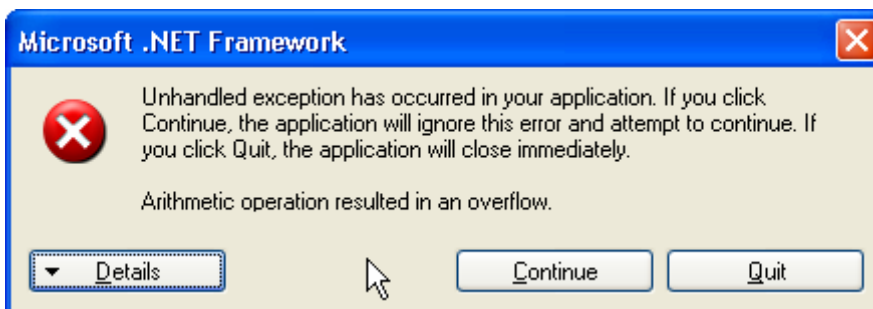 Microsoft .NET Framework
Unhandled exception has occurred in your application. If you click
Continue, the application will ignore this error and attempt to continue. If
you click Quit, the application will close immediately.
Arithmetic operation resulted in an overflow.
Details
Continue
Quit